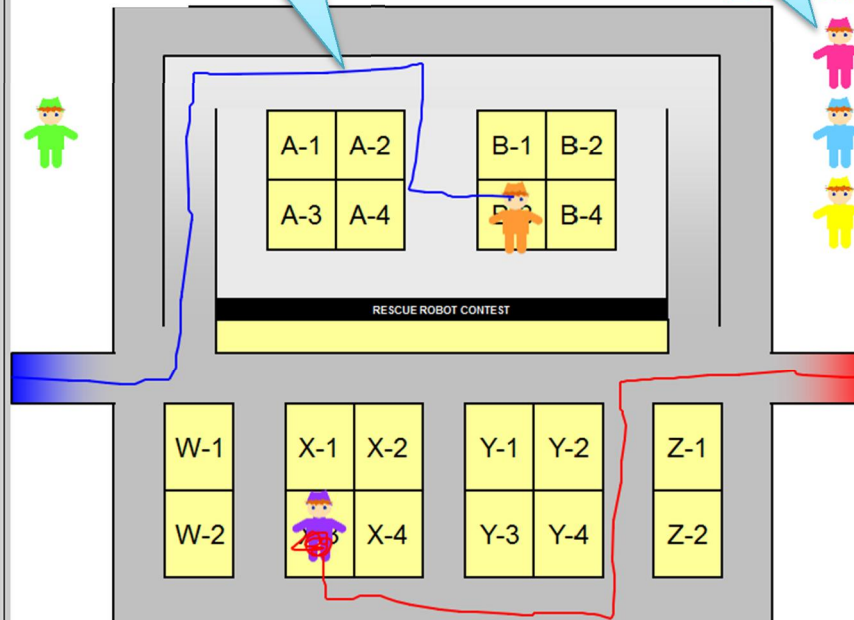 A-1 A-2 B-1 B-2
A-3 A-4 B-4
RESCUE ROBOT CONTEST
W-1 X-1 X-2 Y-1 Y-2 Z-1
W-2 X-4 Y-3 Y-4 Z-2